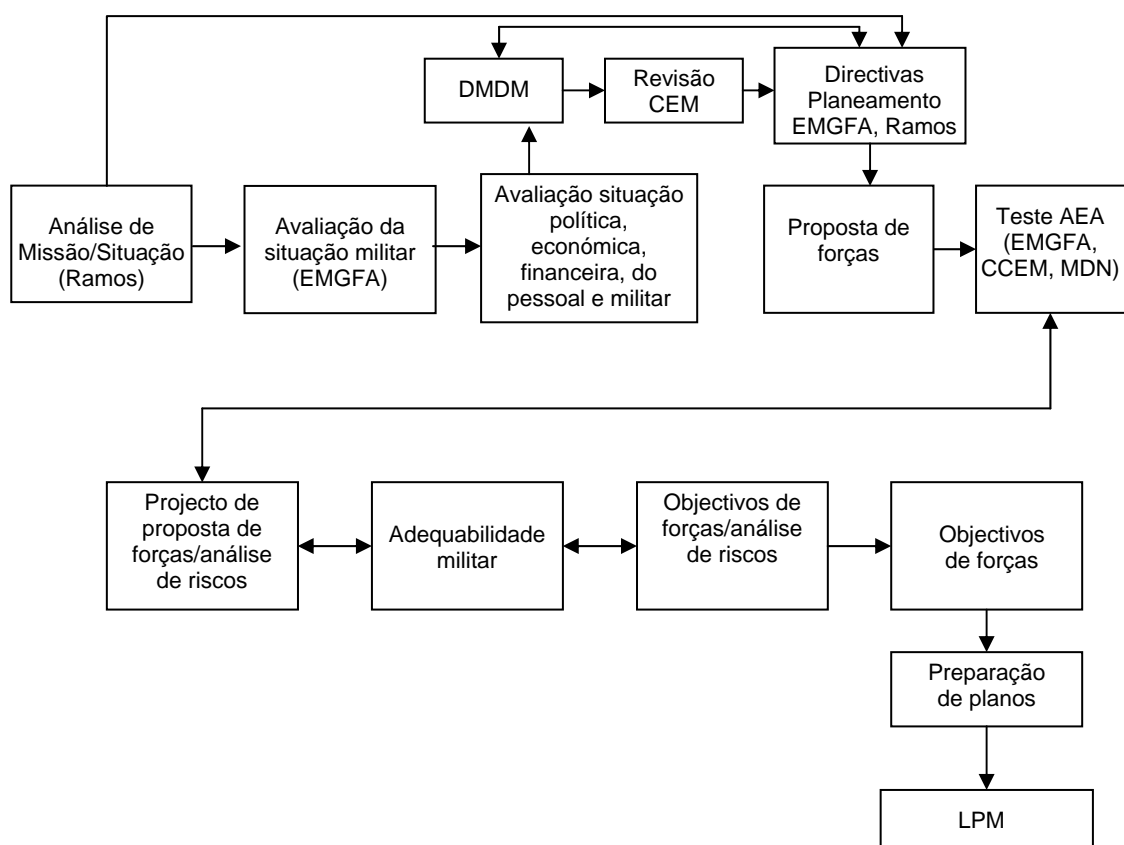 DMDM
Revisão
CEM
Directivas
Planeamento
EMGFA, Ramos
Análise de
Missão/Situação
(Ramos)
Avaliação da
situação militar
(EMGFA)
Avaliação situação
política,
económica,
financeira, do
pessoal e militar
Proposta de
forças
Teste AEA
(EMGFA,
CCEM, MDN)
Projecto de
proposta de
forças/análise
de riscos
Adequabilidade
militar
Objectivos de
forças/análise
de riscos
Objectivos
de forças
Preparação
de planos
LPM